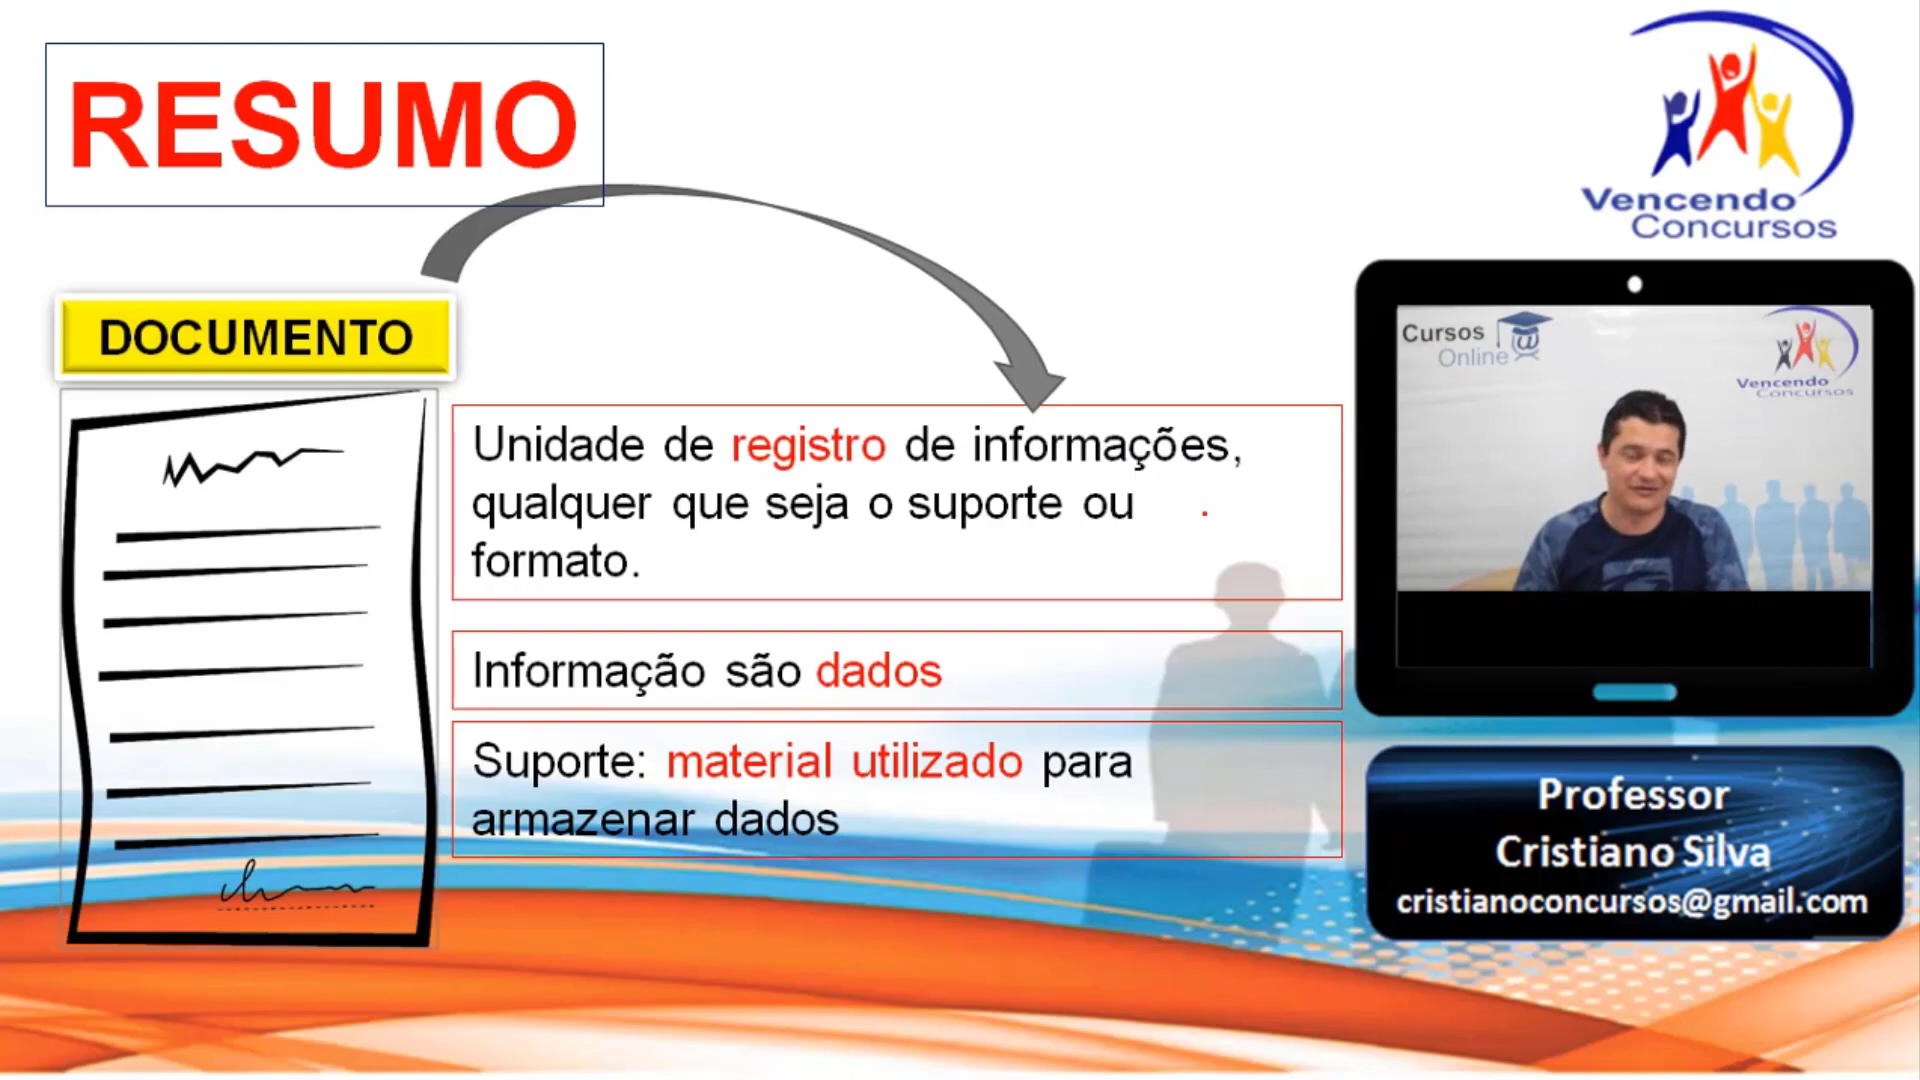 RESUMO
Vencendo
Concursos
DOCUMENTO
Unidade de registro de informações,
qualquer que seja o suporte ou
formato.
Informação são dados
Suporte: material utilizado para
armazenar dados
Cursos
Online
Vencendo
Concursos
Professor
Cristiano Silva
cristianoconcursos@gmail.com